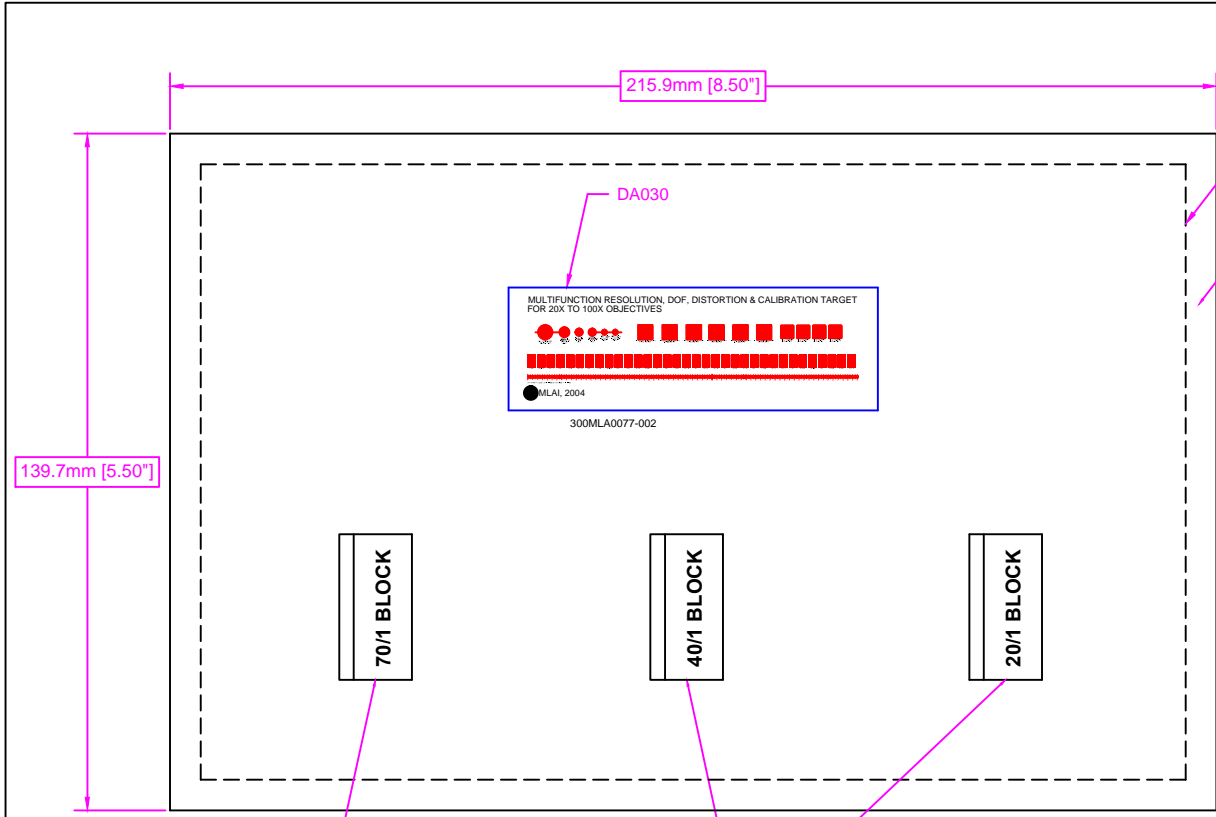 215.9mm [8.50"]
DA030
MULTIFUNCTION RESOLUTION, DOF, DISTORTION & CALIBRATION TARGET
FOR 20X TO 100X OBJECTIVES
MLAI, 2004
300MLA0077-002
139.7mm [5.50"]
70/1 BLOCK
40/1 BLOCK
20/1 BLOCK